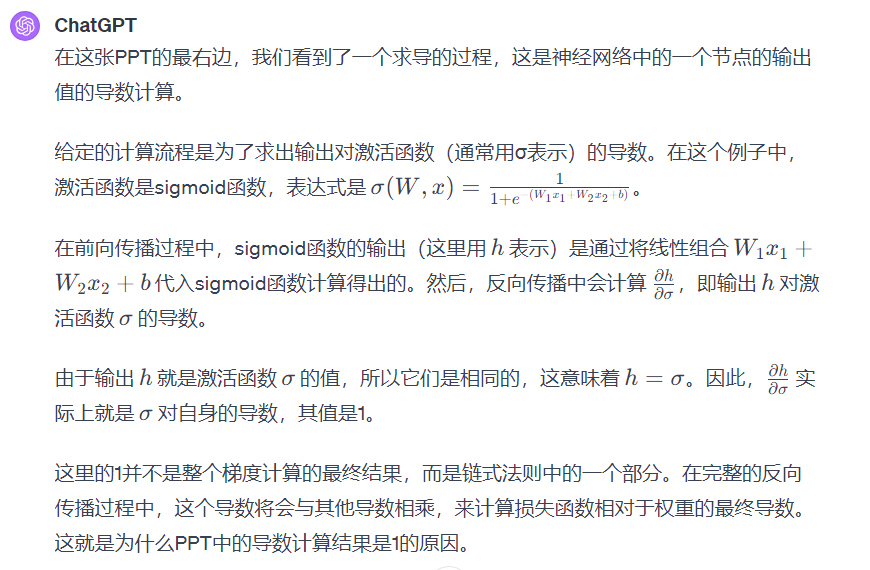 ChatGPT
在这张PPT的最右边，我们看到了一个求导的过程，这是神经网络中的一个节点的输出
值的导数计算。
给定的计算流程是为了求出输出对激活函数（通常用σ表示）的导数。在这个例子中，
激活函数是sigmoid函数，表达式是 σ(W, x) = 1/(1+e^-(W₁x₁+W₂x₂+b))。
在前向传播过程中，sigmoid函数的输出（这里用 h 表示）是通过将线性组合 W₁x₁ +
W₂x₂ + b 代入sigmoid函数计算得出的。然后，反向传播中会计算 ∂h/∂σ，即输出 h 对激
活函数 σ 的导数。
由于输出 h 就是激活函数 σ 的值，所以它们是相同的，这意味着 h = σ。因此，∂h/∂σ 实
际上就是 σ 对自身的导数，其值是1。
这里的1并不是整个梯度计算的最终结果，而是链式法则中的一个部分。在完整的反向
传播过程中，这个导数将会与其他导数相乘，来计算损失函数相对于权重的最终导数。
这就是为什么PPT中的导数计算结果是1的原因。